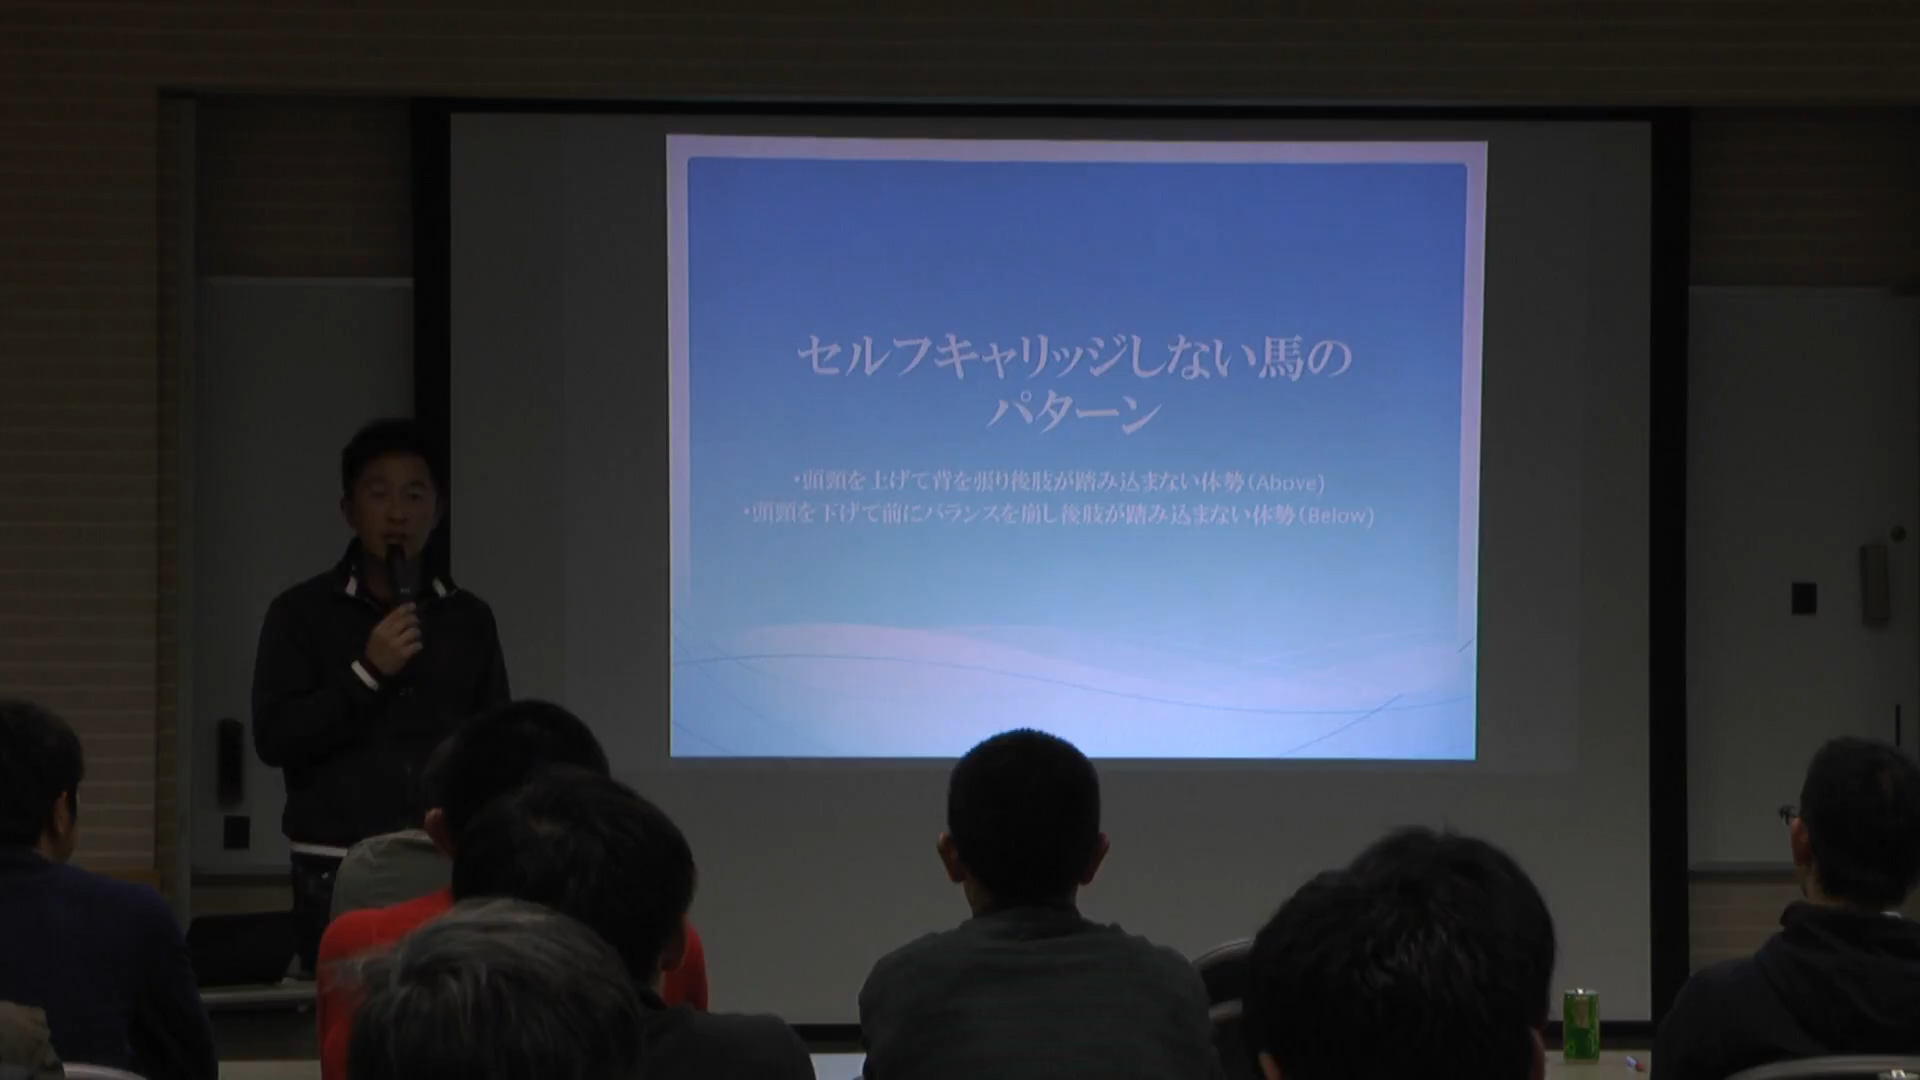 セルフキャリッジしない馬の
パターン
・頭頸を上げて背を張り後肢が踏み込まない体勢(Above)
・頭頸を下げて前にバランスを崩し後肢が踏み込まない体勢(Below)